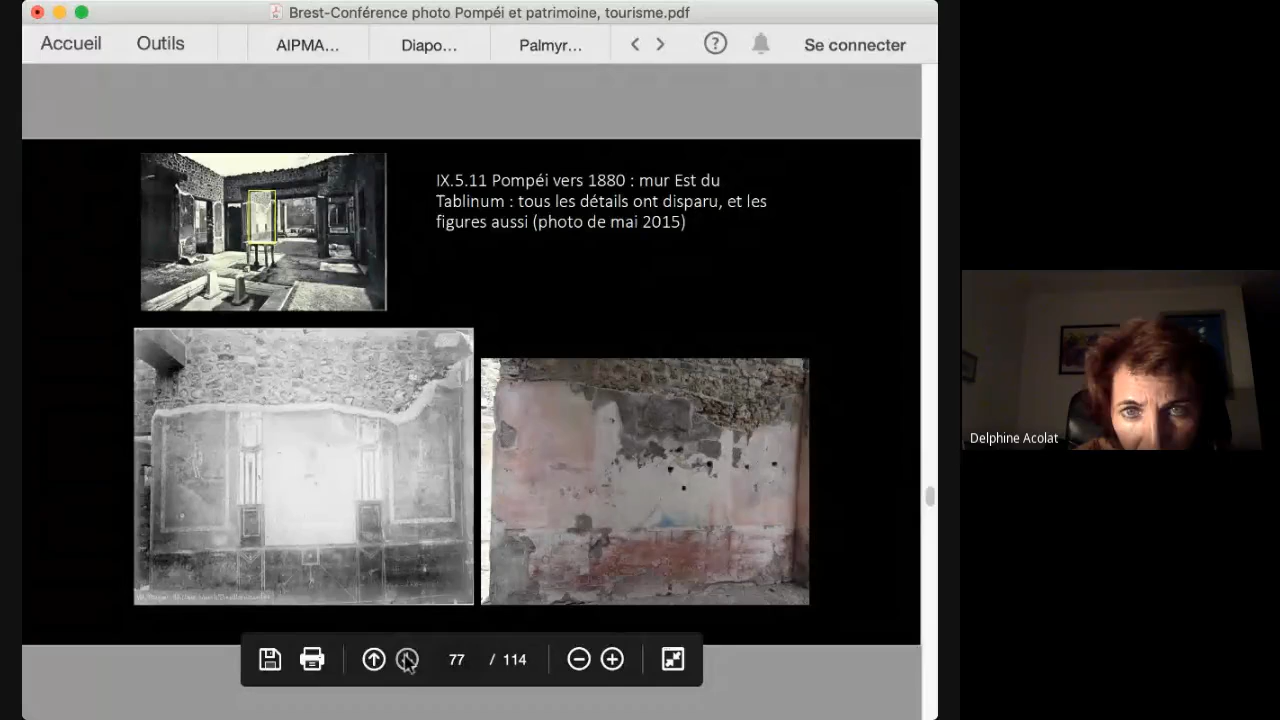 Brest-Conférence photo Pompéi et patrimoine, tourisme.pdf
Accueil Outils AIPMA... Diapo... Palmyr... Se connecter
IX.5.11 Pompéi vers 1880 : mur Est du
Tablinum : tous les détails ont disparu, et les
figures aussi (photo de mai 2015)
Delphine Acolat
77 / 114